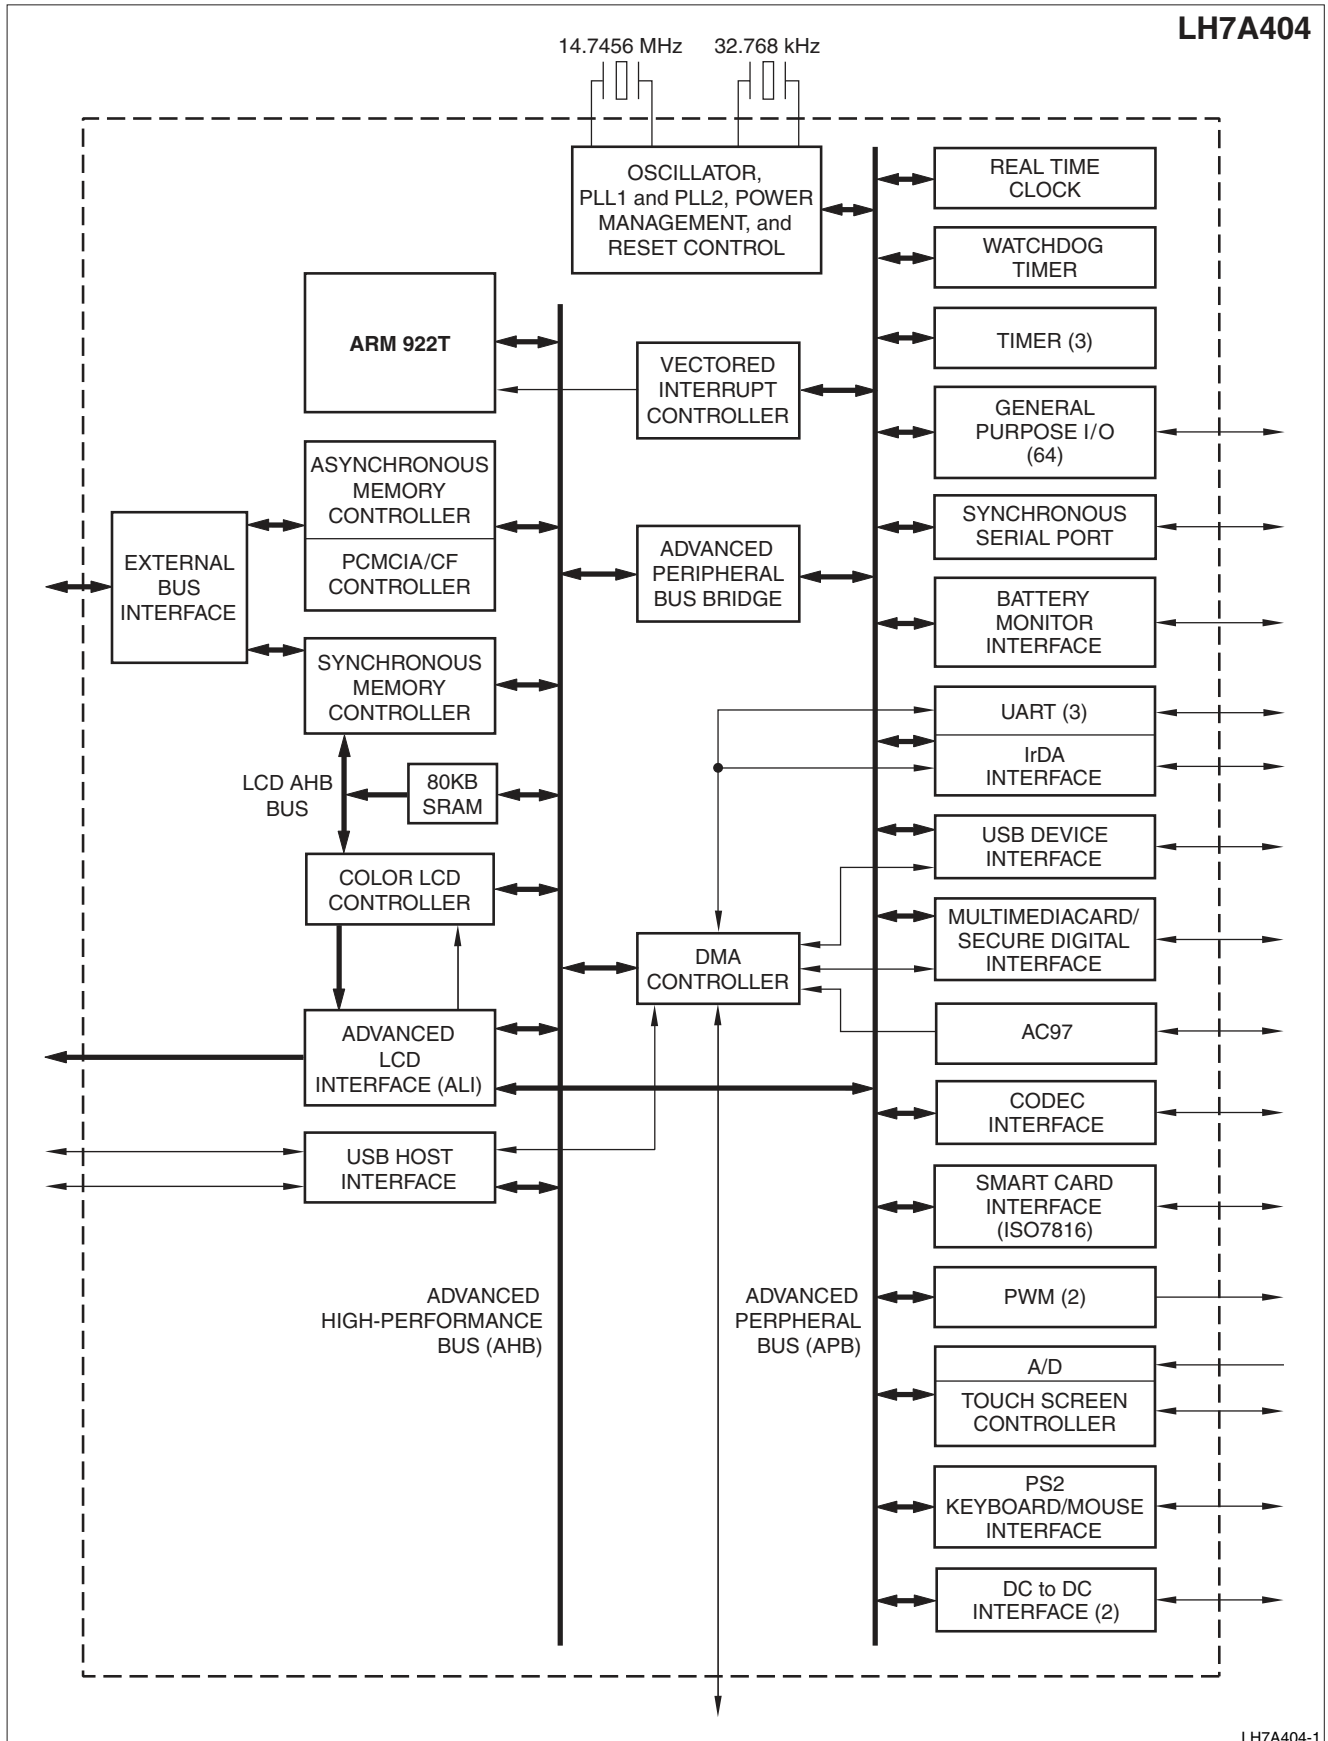 LH7A404
14.7456 MHz
32.768 kHz
OSCILLATOR,
PLL1 and PLL2, POWER
MANAGEMENT, and
RESET CONTROL
REAL TIME
CLOCK
WATCHDOG
TIMER
ARM 922T
TIMER (3)
VECTORED
INTERRUPT
CONTROLLER
GENERAL
PURPOSE I/O
(64)
ASYNCHRONOUS
MEMORY
CONTROLLER
PCMCIA/CF
CONTROLLER
EXTERNAL
BUS
INTERFACE
ADVANCED
PERIPHERAL
BUS BRIDGE
SYNCHRONOUS
SERIAL PORT
BATTERY
MONITOR
INTERFACE
SYNCHRONOUS
MEMORY
CONTROLLER
UART (3)
IrDA
INTERFACE
LCD AHB
BUS
80KB
SRAM
USB DEVICE
INTERFACE
COLOR LCD
CONTROLLER
MULTIMEDIACARD/
SECURE DIGITAL
INTERFACE
DMA
CONTROLLER
ADVANCED
LCD
INTERFACE (ALI)
AC97
CODEC
INTERFACE
USB HOST
INTERFACE
SMART CARD
INTERFACE
(ISO7816)
ADVANCED
HIGH-PERFORMANCE
BUS (AHB)
ADVANCED
PERPHERAL
BUS (APB)
PWM (2)
A/D
TOUCH SCREEN
CONTROLLER
PS2
KEYBOARD/MOUSE
INTERFACE
DC to DC
INTERFACE (2)
LH7A404-1